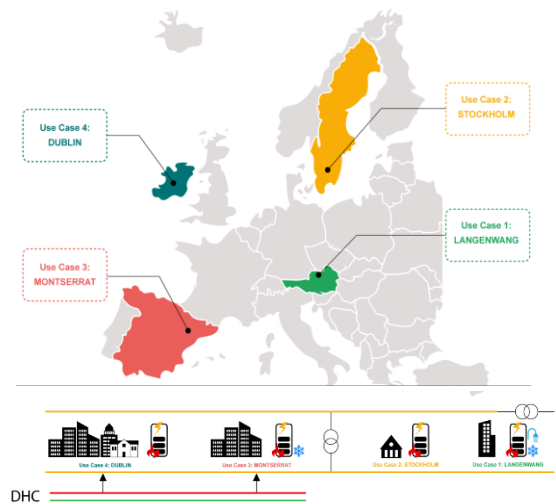 Use Case 2:
STOCKHOLM
Use Case 4:
DUBLIN
Use Case 1:
LANGENWANG
Use Case 3:
MONTSERRAT
Use Case 4: DUBLIN
Use Case 3: MONTSERRAT
Use Case 2: STOCKHOLM
Use Case 1: LANGENWANG
DHC